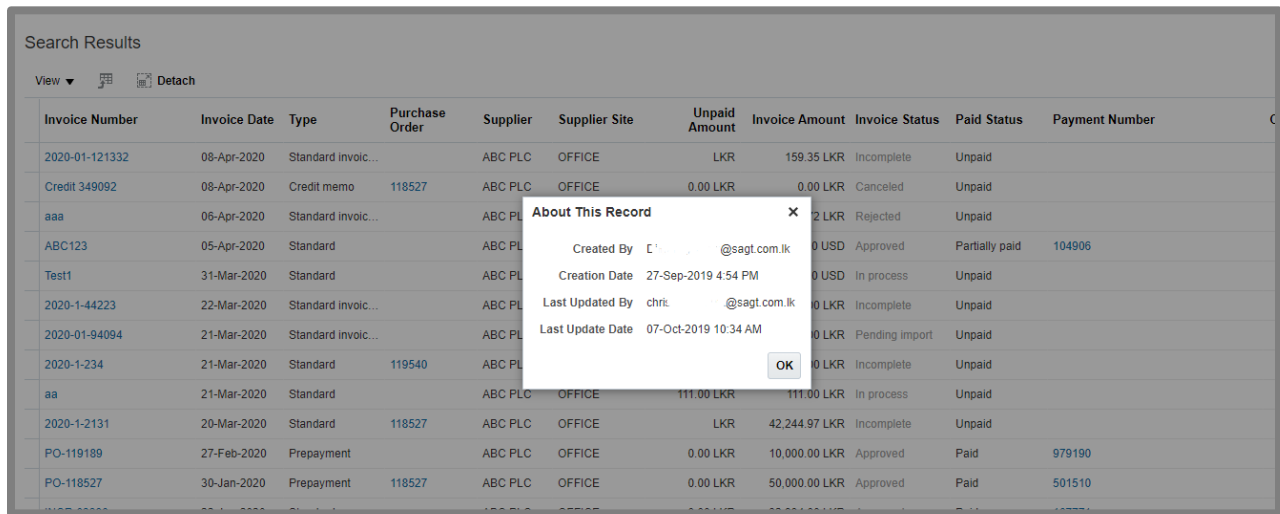 Search Results
View Detach
Invoice Number Invoice Date Type Purchase Order Supplier Supplier Site Unpaid Amount Invoice Amount Invoice Status Paid Status Payment Number
2020-01-121332 08-Apr-2020 Standard invoic... ABC PLC OFFICE LKR 159.35 LKR Incomplete Unpaid
Credit 349092 08-Apr-2020 Credit memo 118527 ABC PLC OFFICE 0.00 LKR 0.00 LKR Canceled Unpaid
aaa 06-Apr-2020 Standard invoic... ABC LKR Rejected Unpaid
ABC123 05-Apr-2020 Standard ABC USD Approved Partially paid 104906
Test1 31-Mar-2020 Standard ABC USD In process Unpaid
2020-1-44223 22-Mar-2020 Standard invoic... ABC LKR Incomplete Unpaid
2020-01-94094 21-Mar-2020 Standard invoic... ABC LKR Pending import Unpaid
2020-1-234 21-Mar-2020 Standard 119540 ABC LKR Incomplete Unpaid
aa 21-Mar-2020 Standard ABC PLC OFFICE 111.00 LKR 111.00 LKR In process Unpaid
2020-1-2131 20-Mar-2020 Standard 118527 ABC PLC OFFICE LKR 42,244.97 LKR Incomplete Unpaid
PO-119189 27-Feb-2020 Prepayment ABC PLC OFFICE 0.00 LKR 10,000.00 LKR Approved Paid 979190
PO-118527 30-Jan-2020 Prepayment 118527 ABC PLC OFFICE 0.00 LKR 50,000.00 LKR Approved Paid 501510
About This Record
Created By @sagt.com.lk
Creation Date 27-Sep-2019 4:54 PM
Last Updated By chris @sagt.com.lk
Last Update Date 07-Oct-2019 10:34 AM
OK